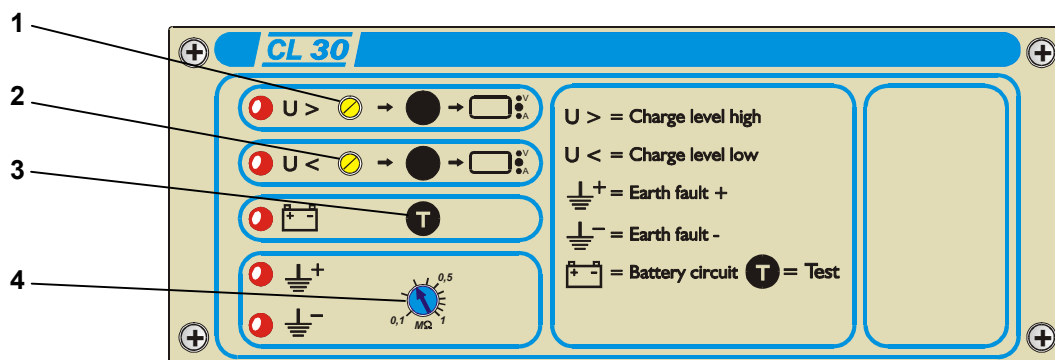 1
2
3
4
CL 30
U > V A
U < V A
+ -
T
+
-
0,1 0,5 1
MΩ
U > = Charge level high
U < = Charge level low
+ = Earth fault +
- = Earth fault -
+ - = Battery circuit T = Test